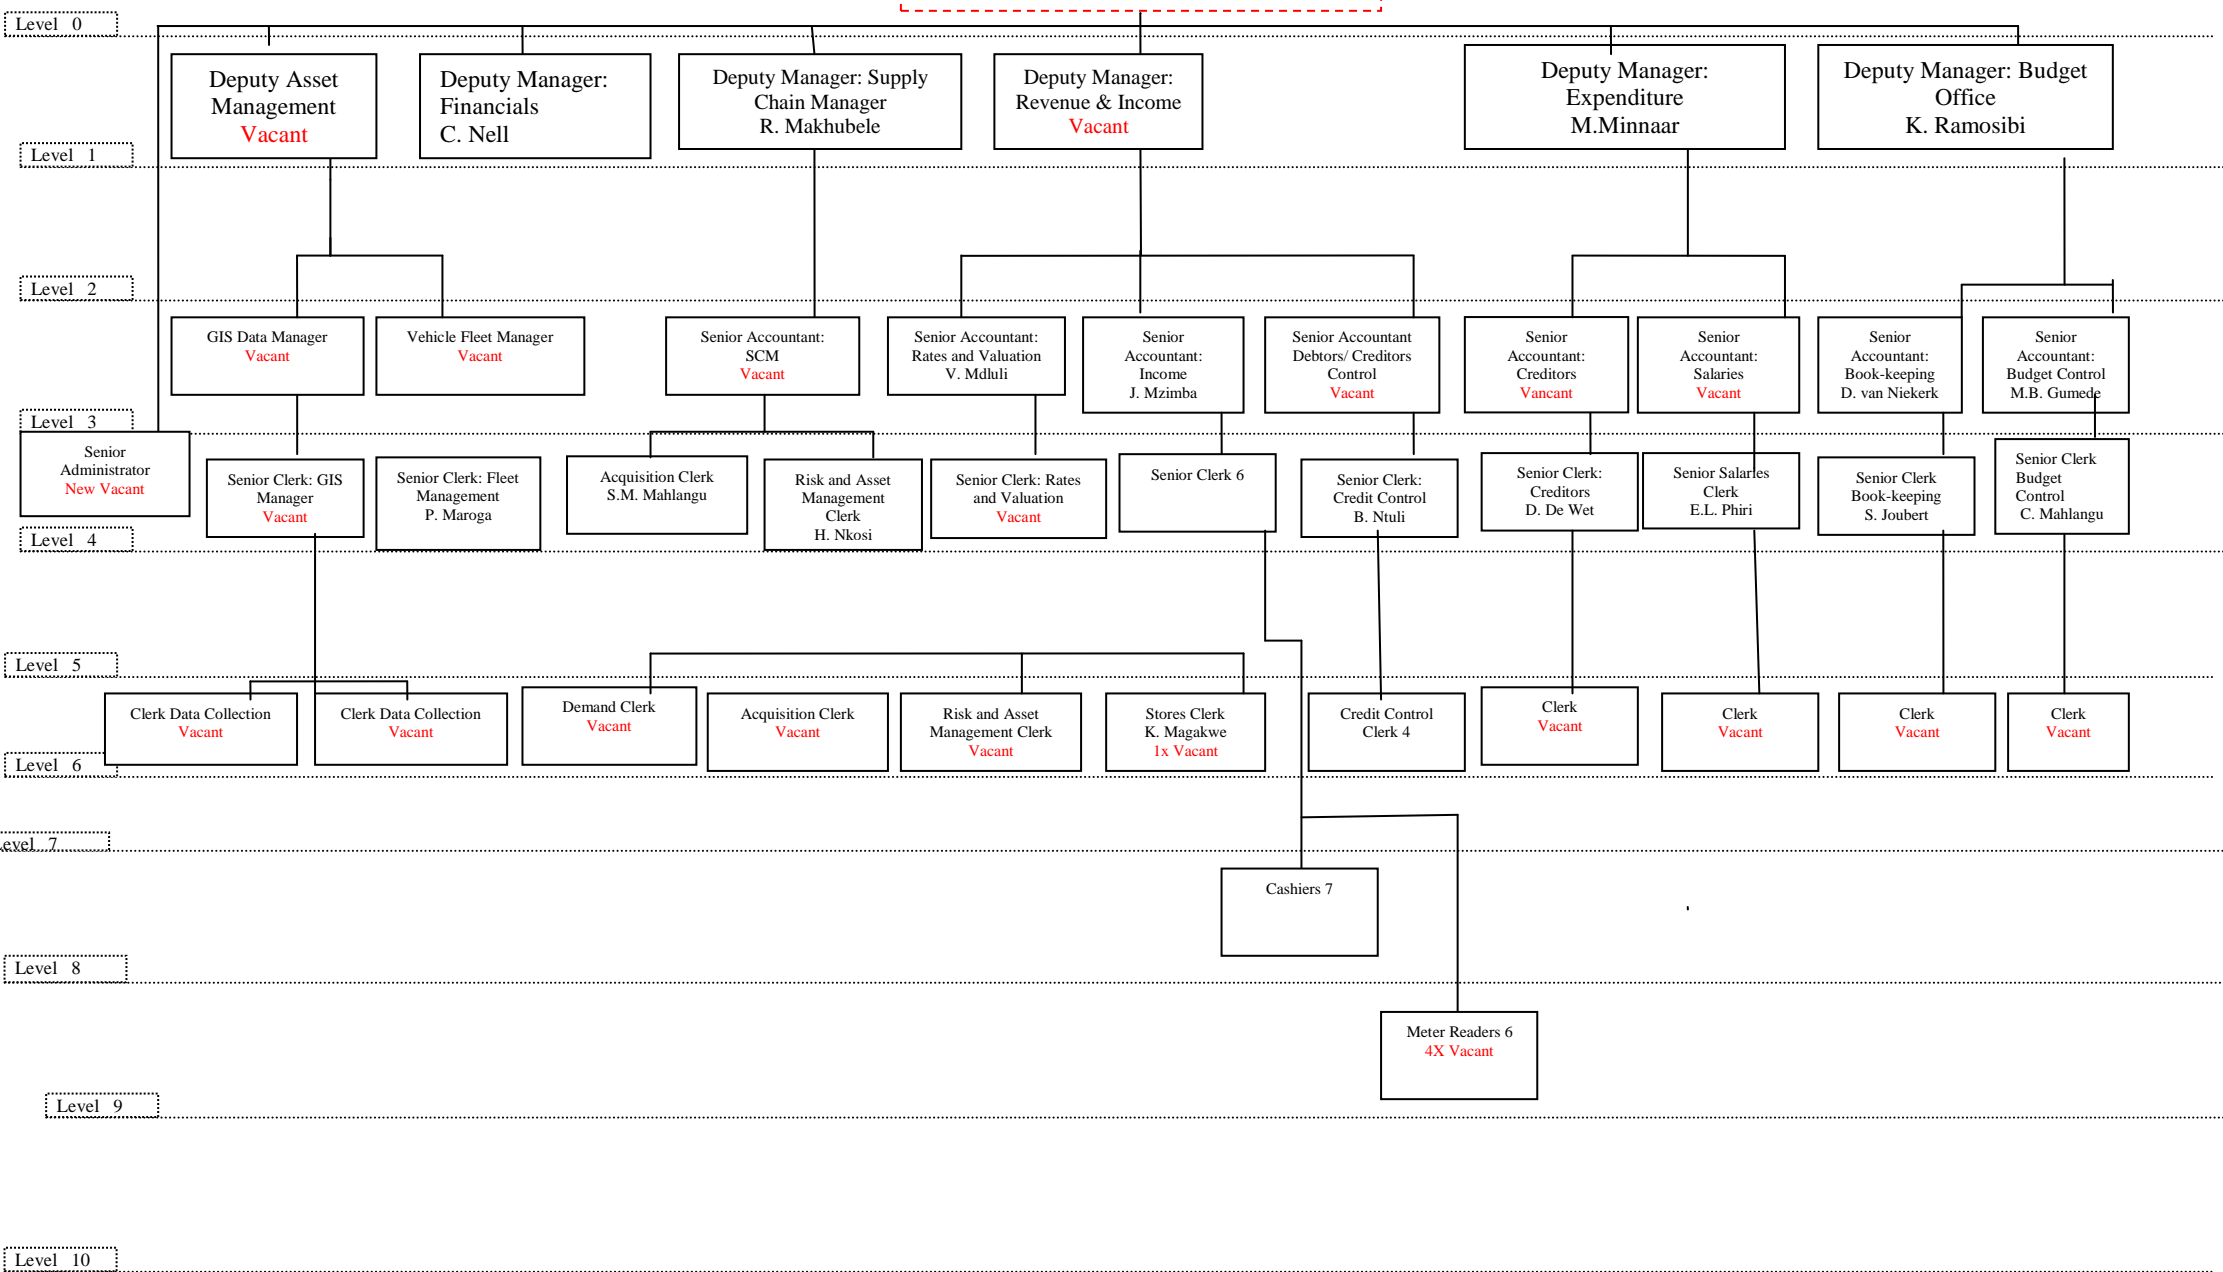 Level 0
Deputy Asset
Management
Vacant
Deputy Manager:
Financials
C. Nell
Deputy Manager: Supply
Chain Manager
R. Makhubele
Deputy Manager:
Revenue & Income
Vacant
Deputy Manager:
Expenditure
M.Minnaar
Deputy Manager: Budget
Office
K. Ramosibi
Level 1
Level 2
GIS Data Manager
Vacant
Vehicle Fleet Manager
Vacant
Senior Accountant:
SCM
Vacant
Senior Accountant:
Rates and Valuation
V. Mdluli
Senior
Accountant:
Income
J. Mzimba
Senior Accountant
Debtors/ Creditors
Control
Vacant
Senior
Accountant:
Creditors
Vancant
Senior
Accountant:
Salaries
Vacant
Senior
Accountant:
Book-keeping
D. van Niekerk
Senior
Accountant:
Budget Control
M.B. Gumede
Level 3
Senior
Administrator
New Vacant
Senior Clerk: GIS
Manager
Vacant
Senior Clerk: Fleet
Management
P. Maroga
Acquisition Clerk
S.M. Mahlangu
Risk and Asset
Management
Clerk
H. Nkosi
Senior Clerk: Rates
and Valuation
Vacant
Senior Clerk 6
Senior Clerk:
Credit Control
B. Ntuli
Senior Clerk:
Creditors
D. De Wet
Senior Salaries
Clerk
E.L. Phiri
Senior Clerk
Book-keeping
S. Joubert
Senior Clerk
Budget
Control
C. Mahlangu
Level 4
Level 5
Clerk Data Collection
Vacant
Clerk Data Collection
Vacant
Demand Clerk
Vacant
Acquisition Clerk
Vacant
Risk and Asset
Management Clerk
Vacant
Stores Clerk
K. Magakwe
1x Vacant
Credit Control
Clerk 4
Clerk
Vacant
Clerk
Vacant
Clerk
Vacant
Clerk
Vacant
Level 6
Level 7
Cashiers 7
Level 8
Meter Readers 6
4X Vacant
Level 9
Level 10